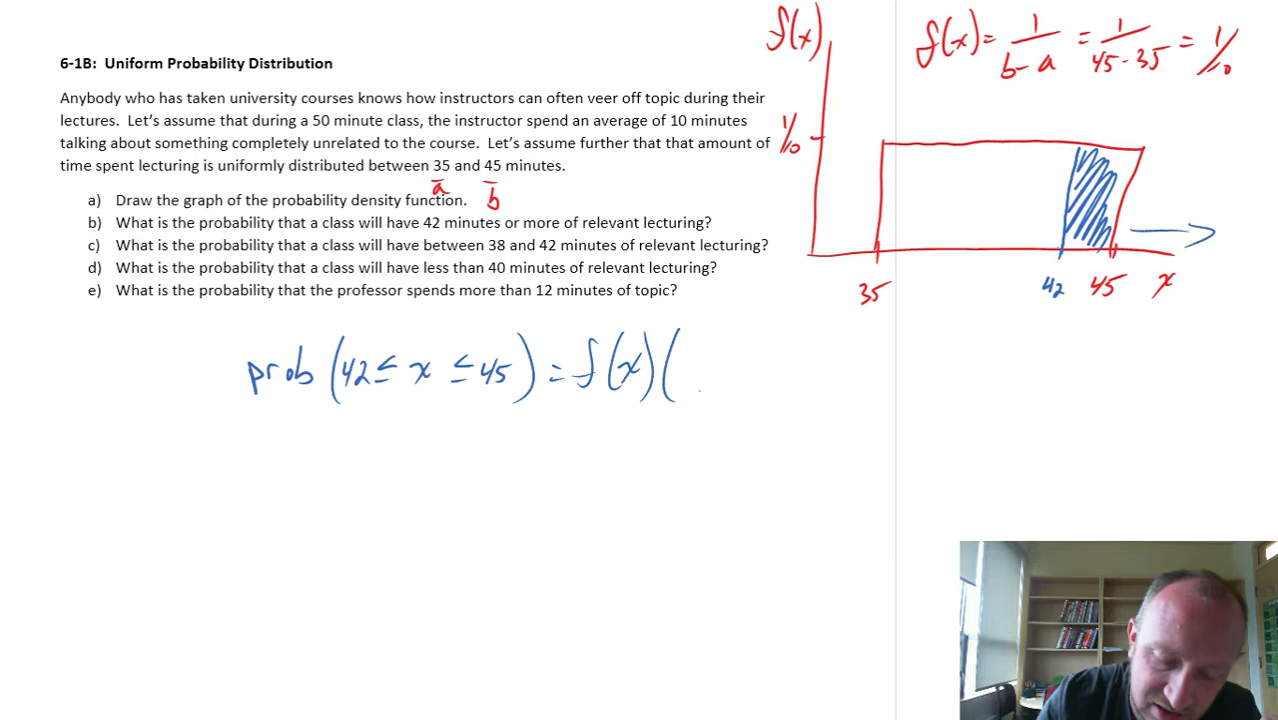 6-1B: Uniform Probability Distribution
Anybody who has taken university courses knows how instructors can often veer off topic during their
lectures. Let's assume that during a 50 minute class, the instructor spend an average of 10 minutes
talking about something completely unrelated to the course. Let's assume further that that amount of
time spent lecturing is uniformly distributed between 35 and 45 minutes.
a b
a) Draw the graph of the probability density function.
b) What is the probability that a class will have 42 minutes or more of relevant lecturing?
c) What is the probability that a class will have between 38 and 42 minutes of relevant lecturing?
d) What is the probability that a class will have less than 40 minutes of relevant lecturing?
e) What is the probability that the professor spends more than 12 minutes of topic?
prob (42 ≤ x ≤ 45) = f(x)(
f(x)
f(x) = 1/(b-a) = 1/(45-35) = 1/10
1/10
35 42 45 x